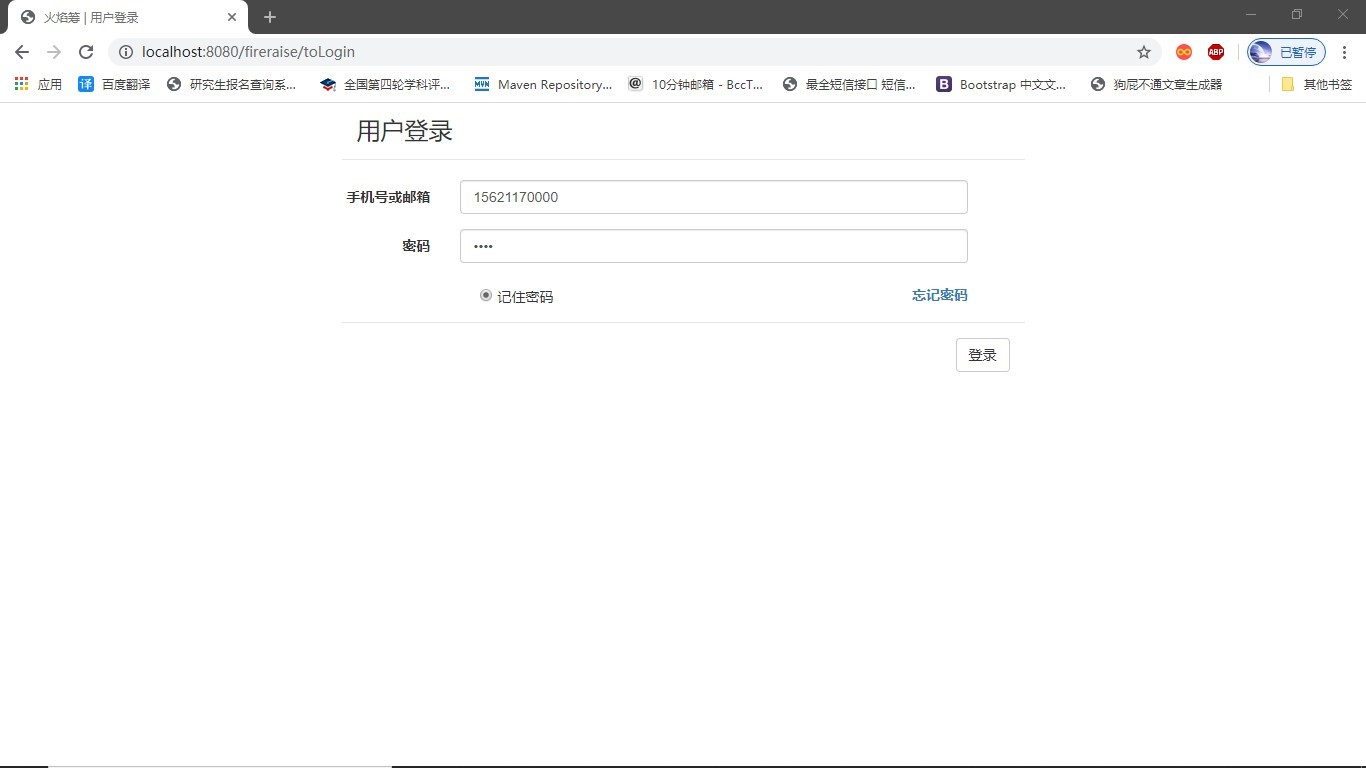 火焰筹 | 用户登录
localhost:8080/fireraise/toLogin
ABP
已暂停
应用
译 百度翻译
研究生报名查询系...
全国第四轮学科评...
MVN Maven Repository...
@ 10分钟邮箱 - BccT...
最全短信接口 短信...
B Bootstrap 中文文...
狗屁不通文章生成器
其他书签
用户登录
手机号或邮箱 15621170000
密码 ••••
记住密码 忘记密码
登录